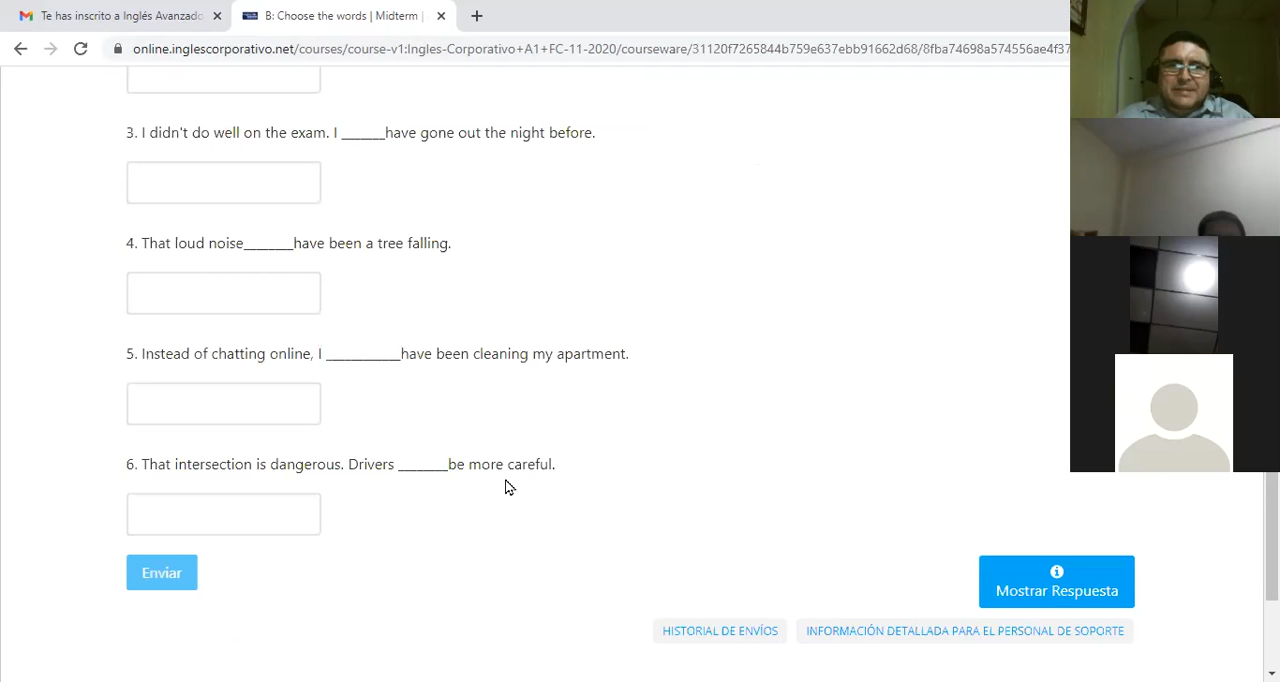 Te has inscrito a Inglés Avanzado
B: Choose the words | Midterm |
online.inglescorporativo.net/courses/course-v1:Ingles-Corporativo+A1+FC-11-2020/courseware/31120f7265844b759e637ebb91662d68/8fba74698a574556ae4f37
3. I didn't do well on the exam. I ______have gone out the night before.
4. That loud noise_______have been a tree falling.
5. Instead of chatting online, I __________have been cleaning my apartment.
6. That intersection is dangerous. Drivers _______be more careful.
Enviar
Mostrar Respuesta
HISTORIAL DE ENVÍOS
INFORMACIÓN DETALLADA PARA EL PERSONAL DE SOPORTE